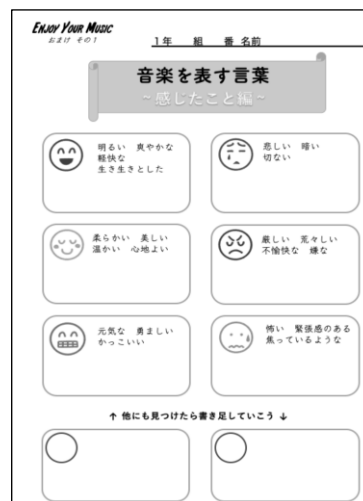 ENJOY YOUR MUSIC
おまけ その1
1年 組 番 名前
音楽を表す言葉
~感じたこと編~
明るい 爽やかな
軽快な
生き生きとした
悲しい 暗い
切ない
柔らかい 美しい
温かい 心地よい
厳しい 荒々しい
不愉快な 嫌な
元気な 勇ましい
かっこいい
怖い 緊張感のある
焦っているような
↑ 他にも見つけたら書き足していこう ↓